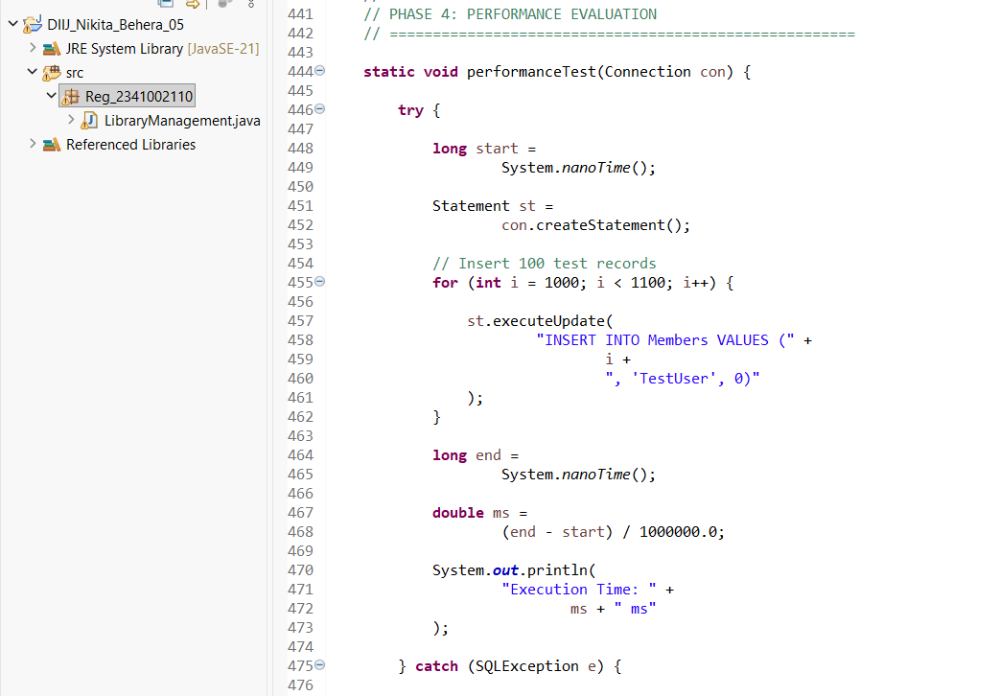 DIIJ_Nikita_Behera_05
JRE System Library [JavaSE-21]
src
Reg_2341002110
LibraryManagement.java
Referenced Libraries
441 // PHASE 4: PERFORMANCE EVALUATION
442 // ======================================================
443
444 static void performanceTest(Connection con) {
445
446 try {
447
448 long start =
449 System.nanoTime();
450
451 Statement st =
452 con.createStatement();
453
454 // Insert 100 test records
455 for (int i = 1000; i < 1100; i++) {
456
457 st.executeUpdate(
458 "INSERT INTO Members VALUES (" +
459 i +
460 ", 'TestUser', 0)"
461 );
462 }
463
464 long end =
465 System.nanoTime();
466
467 double ms =
468 (end - start) / 1000000.0;
469
470 System.out.println(
471 "Execution Time: " +
472 ms + " ms"
473 );
474
475 } catch (SQLException e) {
476